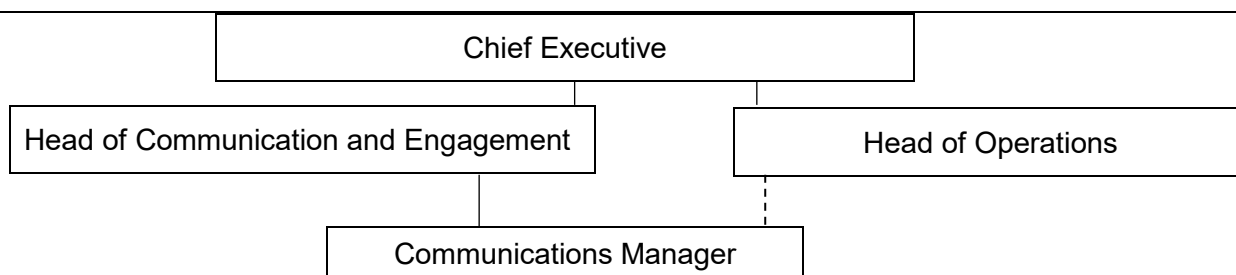 Chief Executive
Head of Communication and Engagement
Head of Operations
Communications Manager